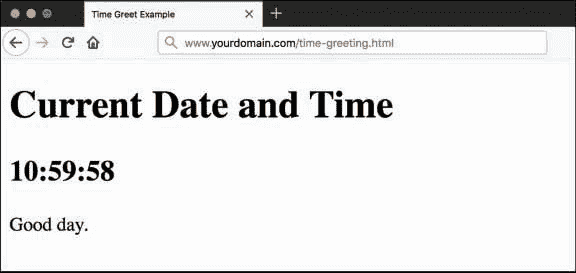 Time Greet Example
www.yourdomain.com/time-greeting.html
Current Date and Time
10:59:58
Good day.